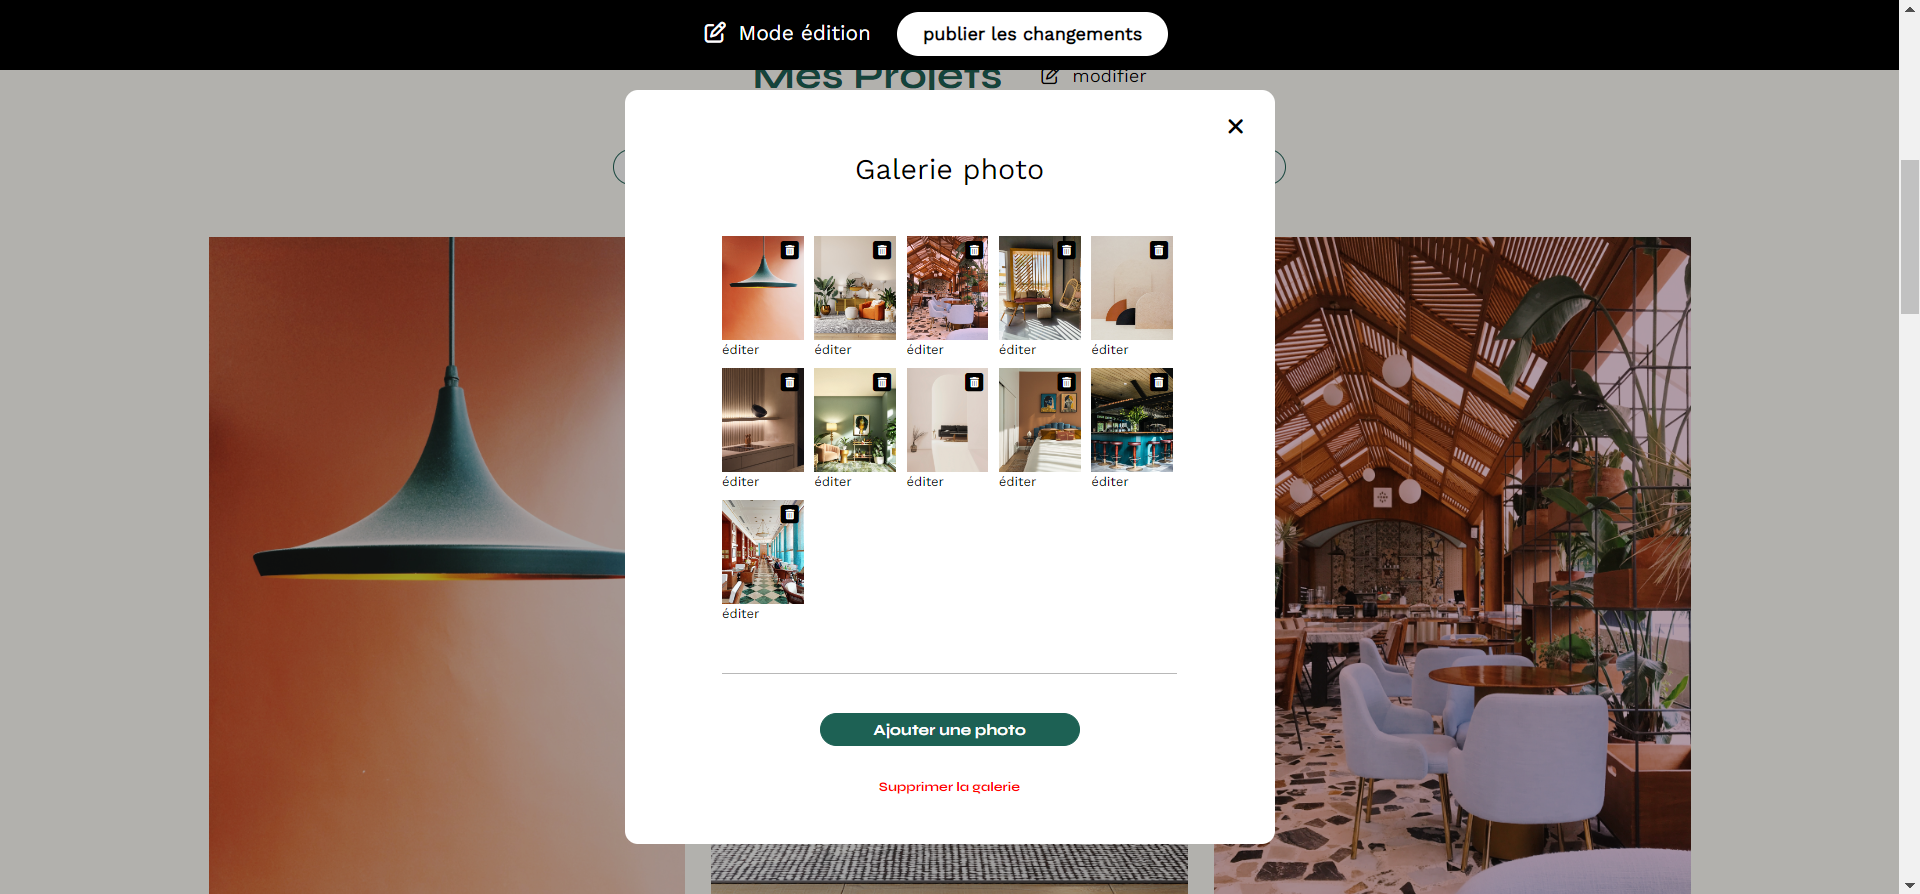 Mode édition
publier les changements
Mes Projets
modifier
Galerie photo
éditer éditer éditer éditer éditer
éditer éditer éditer éditer éditer
éditer
Ajouter une photo
Supprimer la galerie